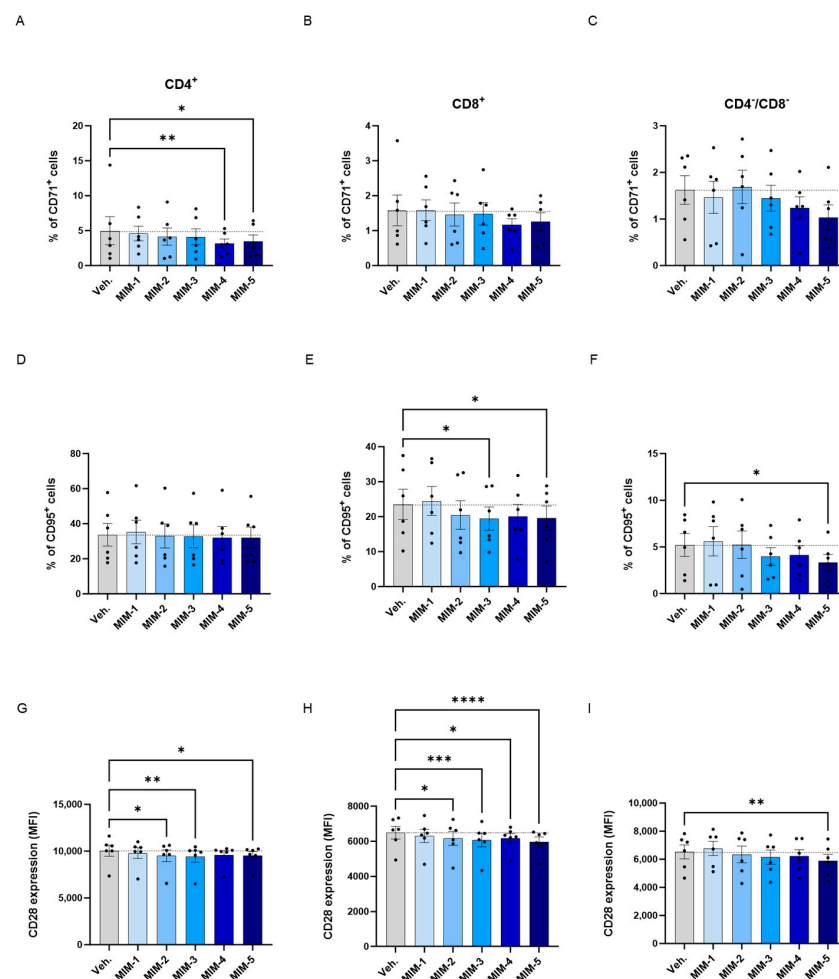 A
B
C
CD4⁺
CD8⁺
CD4⁻/CD8⁻
*
**
% of CD71⁺ cells
20
15
10
5
0
Veh. MIM-1 MIM-2 MIM-3 MIM-4 MIM-5
% of CD71⁺ cells
4
3
2
1
0
Veh. MIM-1 MIM-2 MIM-3 MIM-4 MIM-5
% of CD71⁺ cells
3
2
1
0
Veh. MIM-1 MIM-2 MIM-3 MIM-4 MIM-5
D
E
F
% of CD95⁺ cells
80
60
40
20
0
Veh. MIM-1 MIM-2 MIM-3 MIM-4 MIM-5
*
*
% of CD95⁺ cells
40
30
20
10
0
Veh. MIM-1 MIM-2 MIM-3 MIM-4 MIM-5
*
% of CD95⁺ cells
10
5
0
Veh. MIM-1 MIM-2 MIM-3 MIM-4 MIM-5
G
H
I
*
**
*
CD28 expression (MFI)
15,000
10,000
5,000
0
Veh. MIM-1 MIM-2 MIM-3 MIM-4 MIM-5
****
*
***
*
CD28 expression (MFI)
8000
6000
4000
2000
0
Veh. MIM-1 MIM-2 MIM-3 MIM-4 MIM-5
**
CD28 expression (MFI)
10,000
8,000
6,000
4,000
2,000
0
Veh. MIM-1 MIM-2 MIM-3 MIM-4 MIM-5